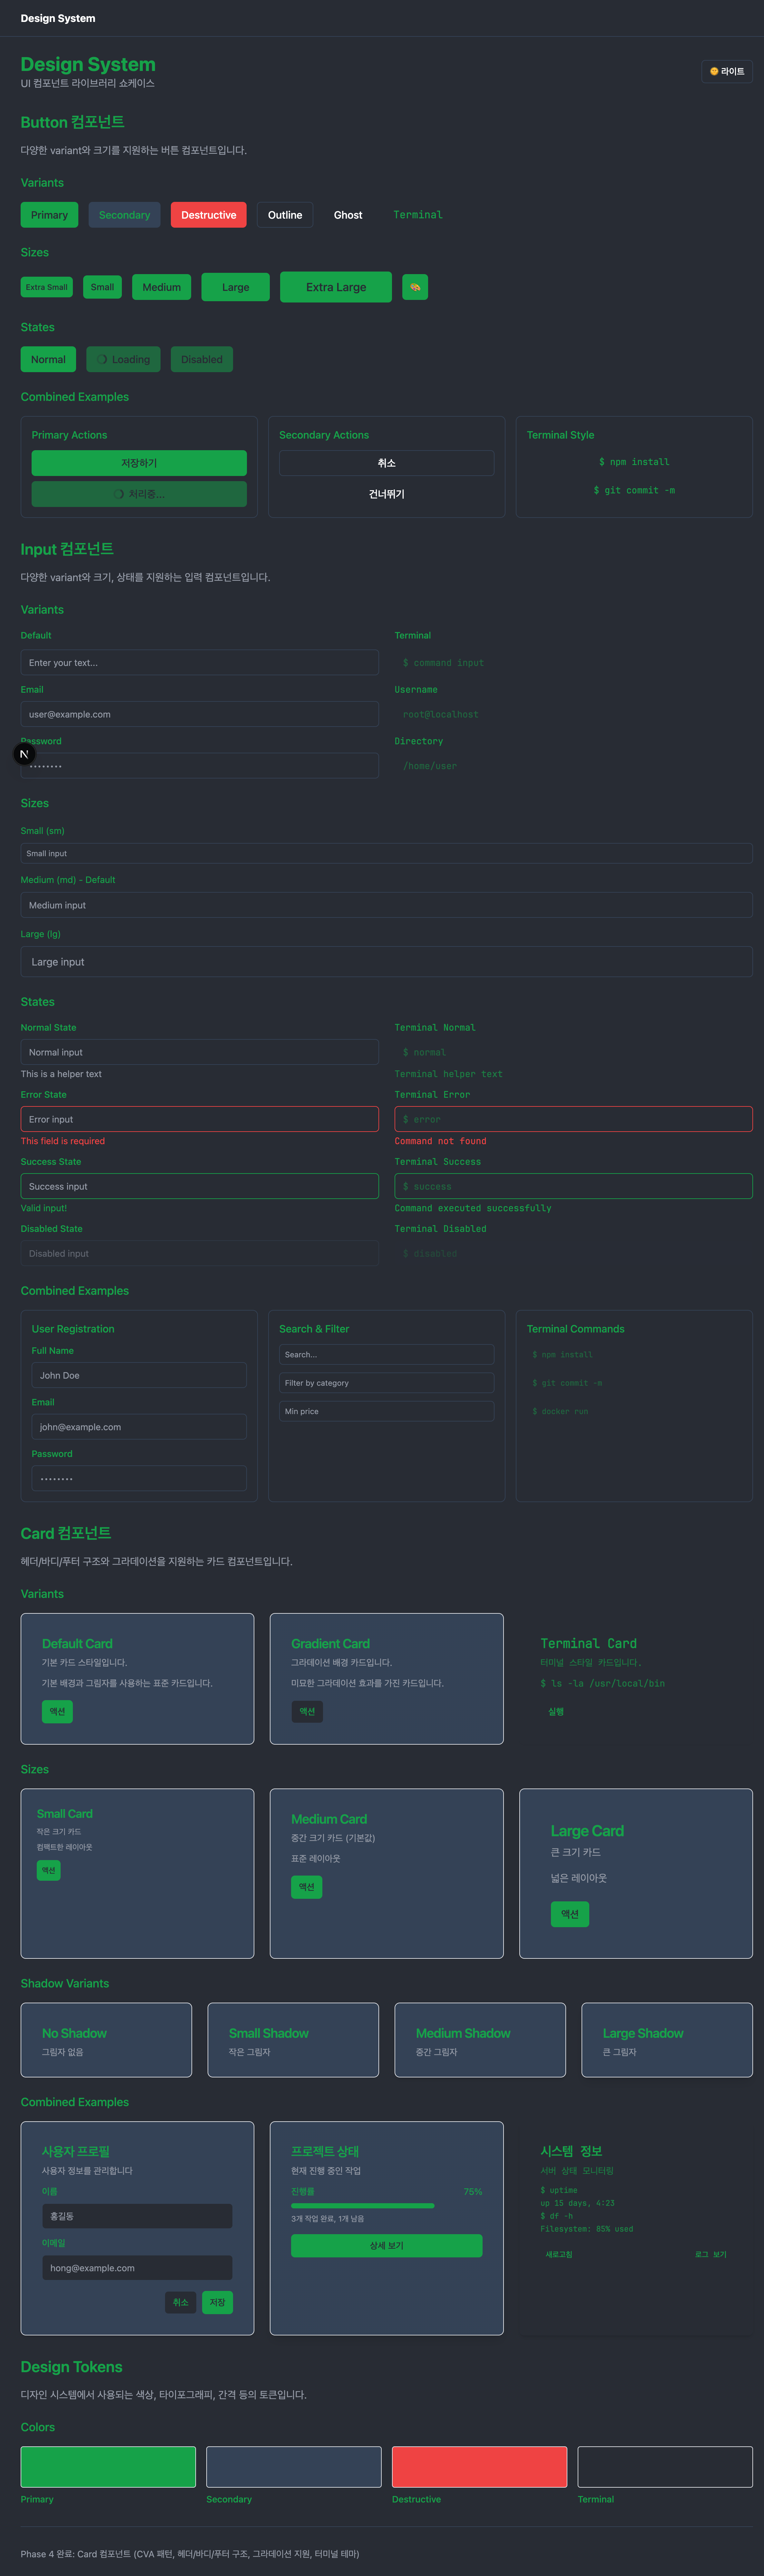 Design System
Design System
UI 컴포넌트 라이브러리 쇼케이스
라이트
Button 컴포넌트
다양한 variant와 크기를 지원하는 버튼 컴포넌트입니다.
Variants
Primary Secondary Destructive Outline Ghost Terminal
Sizes
Extra Small Small Medium Large Extra Large
States
Normal Loading Disabled
Combined Examples
Primary Actions
저장하기
처리중...
Secondary Actions
취소
건너뛰기
Terminal Style
$ npm install
$ git commit -m
Input 컴포넌트
다양한 variant와 크기, 상태를 지원하는 입력 컴포넌트입니다.
Variants
Default
Enter your text...
Email
user@example.com
Password
••••••••
Terminal
$ command input
Username
root@localhost
Directory
/home/user
N
Sizes
Small (sm)
Small input
Medium (md) - Default
Medium input
Large (lg)
Large input
States
Normal State
Normal input
This is a helper text
Error State
Error input
This field is required
Success State
Success input
Valid input!
Disabled State
Disabled input
Terminal Normal
$ normal
Terminal helper text
Terminal Error
$ error
Command not found
Terminal Success
$ success
Command executed successfully
Terminal Disabled
$ disabled
Combined Examples
User Registration
Full Name
John Doe
Email
john@example.com
Password
••••••••
Search & Filter
Search...
Filter by category
Min price
Terminal Commands
$ npm install
$ git commit -m
$ docker run
Card 컴포넌트
헤더/바디/푸터 구조와 그라데이션을 지원하는 카드 컴포넌트입니다.
Variants
Default Card
기본 카드 스타일입니다.
기본 배경과 그림자를 사용하는 표준 카드입니다.
액션
Gradient Card
그라데이션 배경 카드입니다.
미묘한 그라데이션 효과를 가진 카드입니다.
액션
Terminal Card
터미널 스타일 카드입니다.
$ ls -la /usr/local/bin
실행
Sizes
Small Card
작은 크기 카드
컴팩트한 레이아웃
액션
Medium Card
중간 크기 카드 (기본값)
표준 레이아웃
액션
Large Card
큰 크기 카드
넓은 레이아웃
액션
Shadow Variants
No Shadow
그림자 없음
Small Shadow
작은 그림자
Medium Shadow
중간 그림자
Large Shadow
큰 그림자
Combined Examples
사용자 프로필
사용자 정보를 관리합니다
이름
홍길동
이메일
hong@example.com
취소 저장
프로젝트 상태
현재 진행 중인 작업
진행률 75%
3개 작업 완료, 1개 남음
상세 보기
시스템 정보
서버 상태 모니터링
$ uptime
up 15 days, 4:23
$ df -h
Filesystem: 85% used
새로고침 로그 보기
Design Tokens
디자인 시스템에서 사용되는 색상, 타이포그래피, 간격 등의 토큰입니다.
Colors
Primary Secondary Destructive Terminal
Phase 4 완료: Card 컴포넌트 (CVA 패턴, 헤더/바디/푸터 구조, 그라데이션 지원, 터미널 테마)